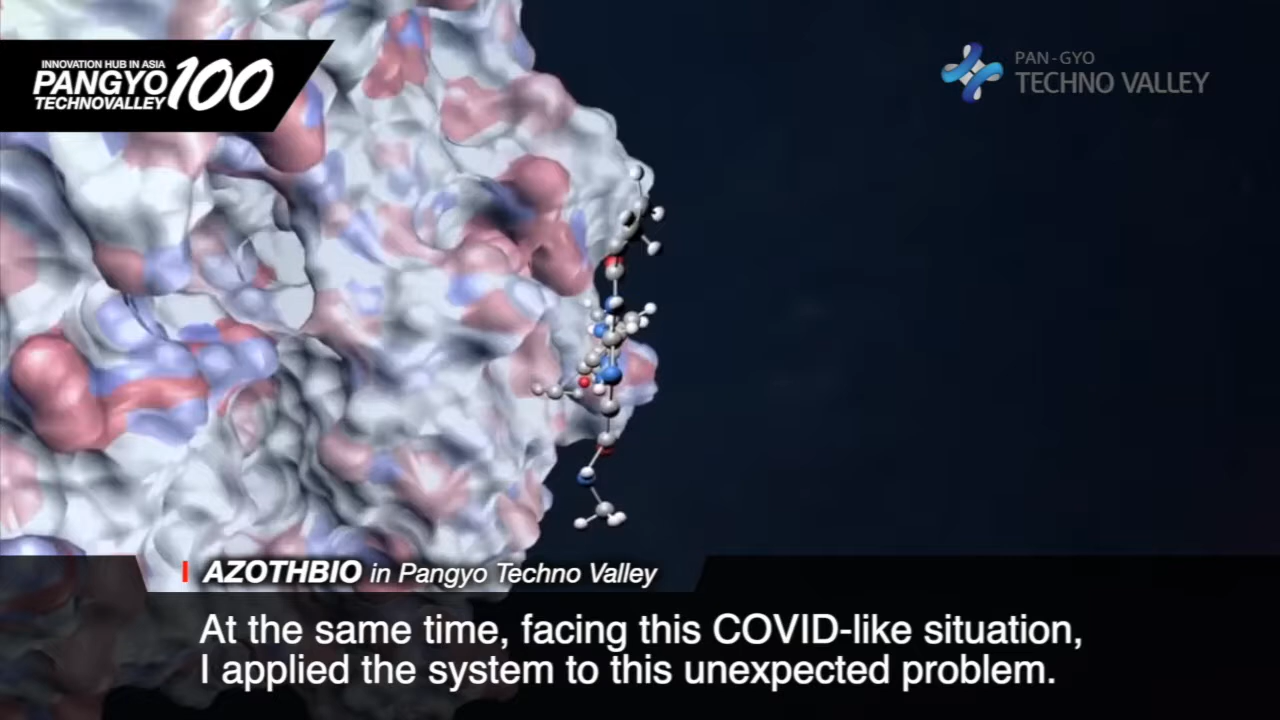 INNOVATION HUB IN ASIA
PANGYO 100
TECHNOVALLEY
PAN-GYO
TECHNO VALLEY
AZOTHBIO in Pangyo Techno Valley
At the same time, facing this COVID-like situation,
I applied the system to this unexpected problem.